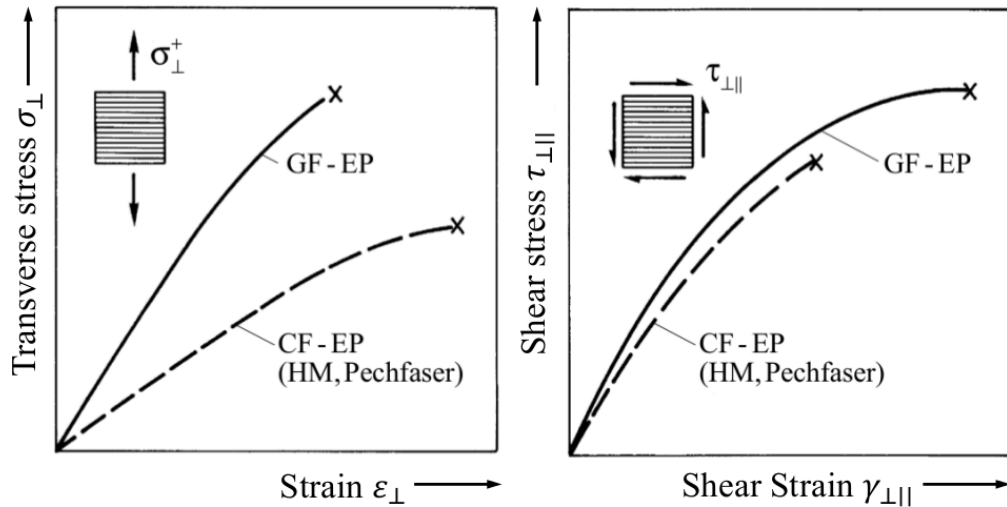 Transverse stress σ⊥
σ⊥⁺
GF - EP
CF - EP
(HM, Pechfaser)
Strain ε⊥
Shear stress τ⊥||
τ⊥||
GF - EP
CF - EP
(HM, Pechfaser)
Shear Strain γ⊥||